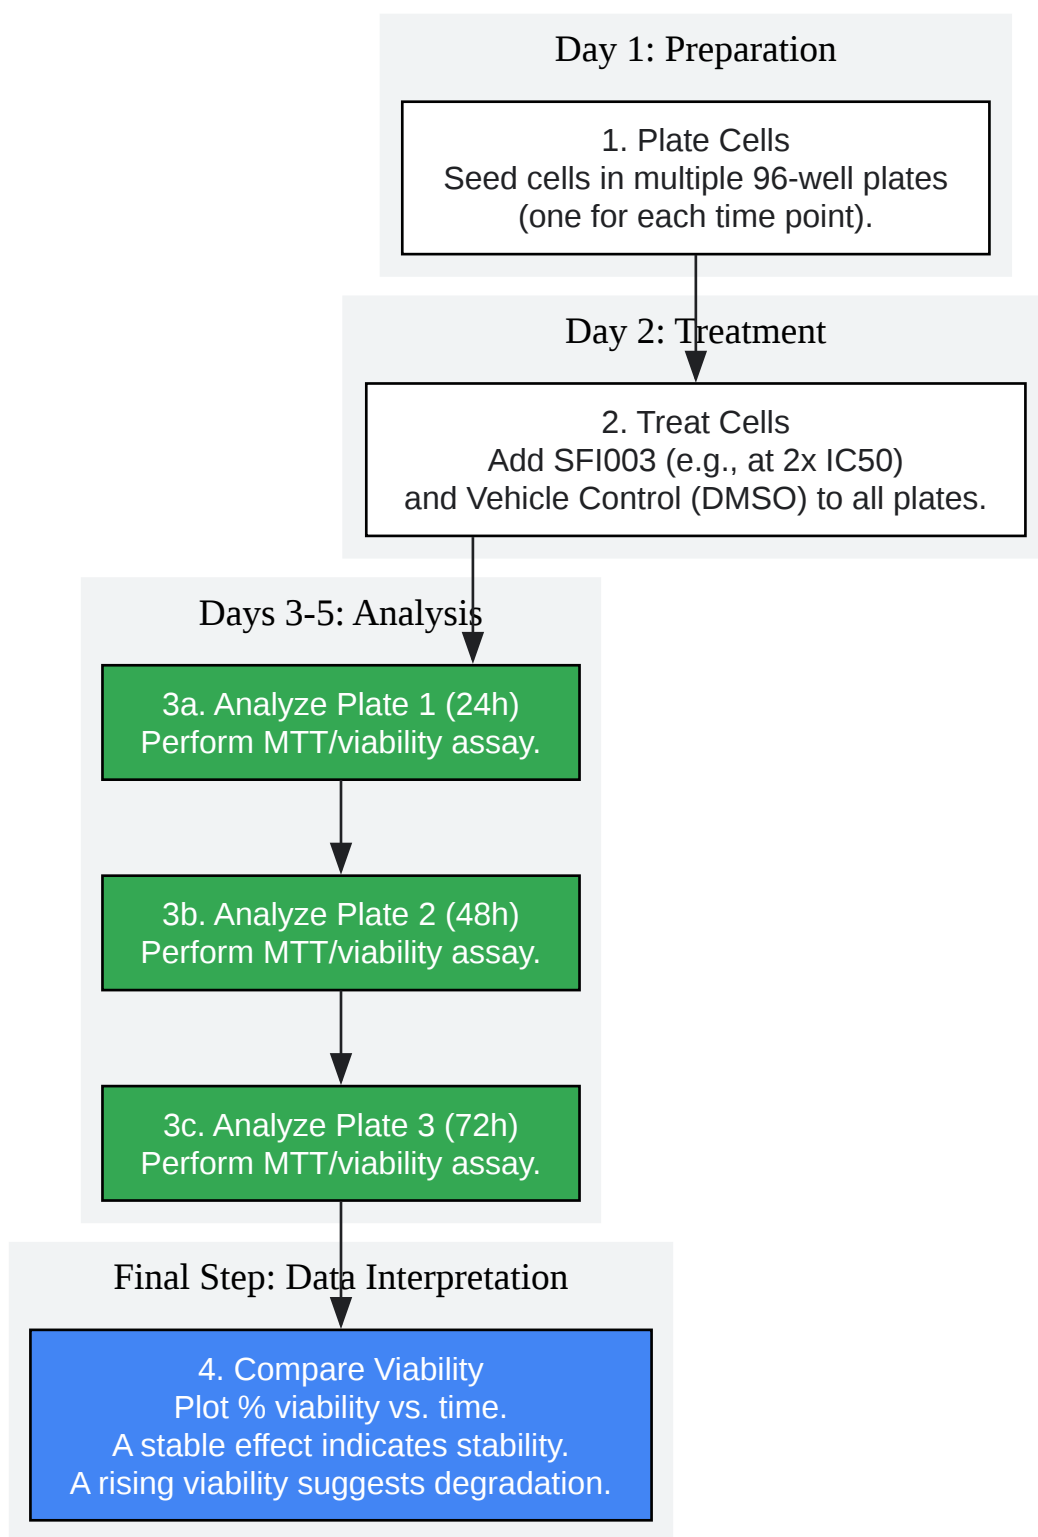 Day 1: Preparation
1. Plate Cells
Seed cells in multiple 96-well plates
(one for each time point).
Day 2: Treatment
2. Treat Cells
Add SFI003 (e.g., at 2x IC50)
and Vehicle Control (DMSO) to all plates.
Days 3-5: Analysis
3a. Analyze Plate 1 (24h)
Perform MTT/viability assay.
3b. Analyze Plate 2 (48h)
Perform MTT/viability assay.
3c. Analyze Plate 3 (72h)
Perform MTT/viability assay.
Final Step: Data Interpretation
4. Compare Viability
Plot % viability vs. time.
A stable effect indicates stability.
A rising viability suggests degradation.